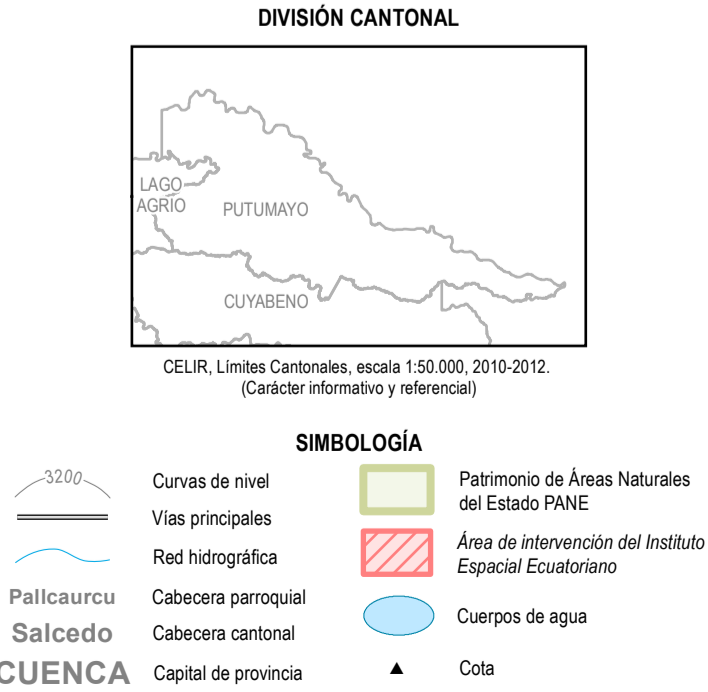 DIVISIÓN CANTONAL
LAGO
AGRIO
PUTUMAYO
CUYABENO
CELIR, Límites Cantonales, escala 1:50.000, 2010-2012.
(Carácter informativo y referencial)
SIMBOLOGÍA
3200
Curvas de nivel
Vías principales
Red hidrográfica
Pallcaurcu
Cabecera parroquial
Salcedo
Cabecera cantonal
CUENCA
Capital de provincia
Patrimonio de Áreas Naturales
del Estado PANE
Área de intervención del Instituto
Espacial Ecuatoriano
Cuerpos de agua
Cota